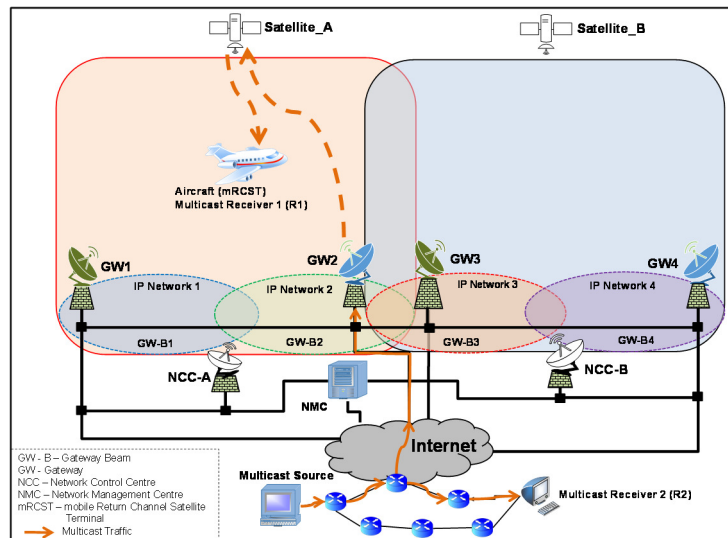 Satellite_A
Satellite_B
Aircraft (mRCST)
Multicast Receiver 1 (R1)
GW1
GW2
GW3
GW4
IP Network 1
IP Network 2
IP Network 3
IP Network 4
GW-B1
GW-B2
GW-B3
GW-B4
NCC-A
NCC-B
NMC
Internet
Multicast Source
Multicast Receiver 2 (R2)
GW - B – Gateway Beam
GW - Gateway
NCC – Network Control Centre
NMC – Network Management Centre
mRCST – mobile Return Channel Satellite
Terminal
Multicast Traffic